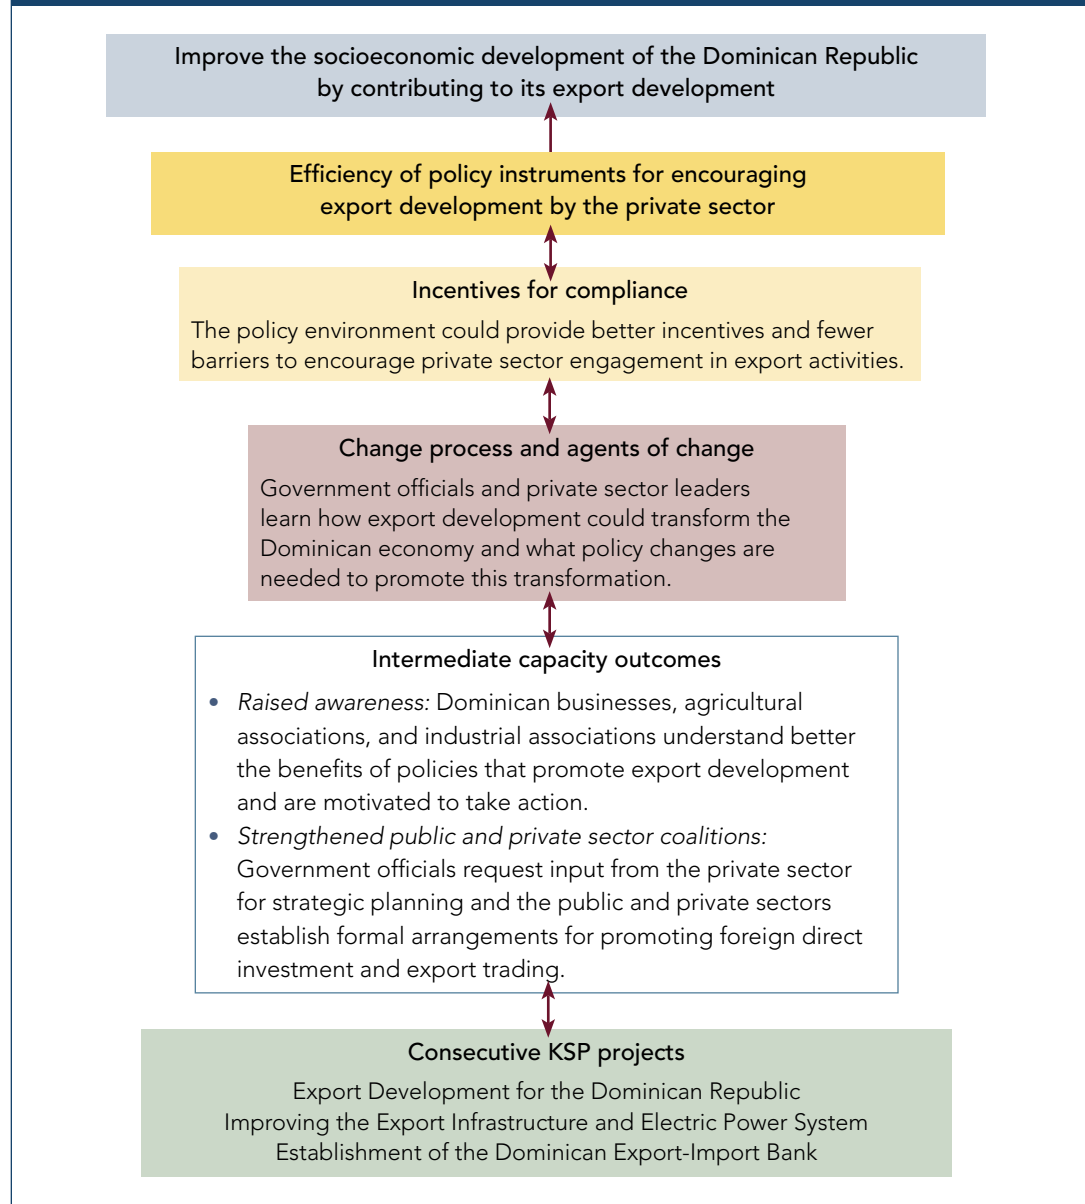 Improve the socioeconomic development of the Dominican Republic
by contributing to its export development
Efficiency of policy instruments for encouraging
export development by the private sector
Incentives for compliance
The policy environment could provide better incentives and fewer
barriers to encourage private sector engagement in export activities.
Change process and agents of change
Government officials and private sector leaders
learn how export development could transform the
Dominican economy and what policy changes are
needed to promote this transformation.
Intermediate capacity outcomes
• Raised awareness: Dominican businesses, agricultural
associations, and industrial associations understand better
the benefits of policies that promote export development
and are motivated to take action.
• Strengthened public and private sector coalitions:
Government officials request input from the private sector
for strategic planning and the public and private sectors
establish formal arrangements for promoting foreign direct
investment and export trading.
Consecutive KSP projects
Export Development for the Dominican Republic
Improving the Export Infrastructure and Electric Power System
Establishment of the Dominican Export-Import Bank